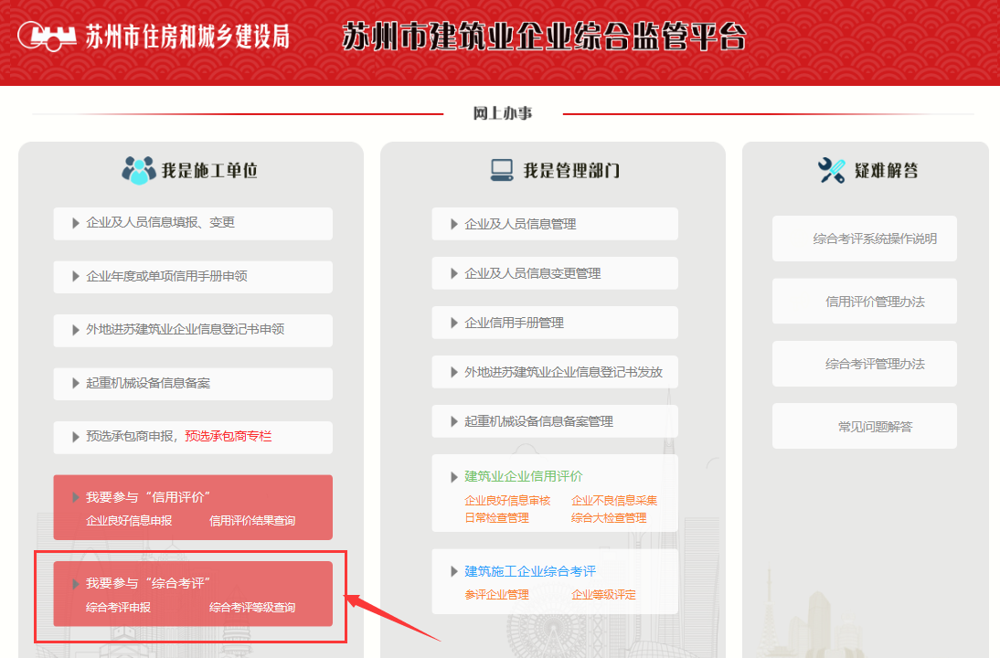 苏州市住房和城乡建设局
苏州市建筑业企业综合监管平台
网上办事
我是施工单位
企业及人员信息填报、变更
企业年度或单项信用手册申领
外地进苏建筑业企业信息登记书申领
起重机械设备信息备案
预选承包商申报，预选承包商专栏
我要参与“信用评价”
企业良好信息申报 信用评价结果查询
我要参与“综合考评”
综合考评申报 综合考评等级查询
我是管理部门
企业及人员信息管理
企业及人员信息变更管理
企业信用手册管理
外地进苏建筑业企业信息登记书发放
起重机械设备信息备案管理
建筑业企业信用评价
企业良好信息审核 企业不良信息采集
日常检查管理 综合大检查管理
建筑施工企业综合考评
参评企业管理 企业等级评定
疑难解答
综合考评系统操作说明
信用评价管理办法
综合考评管理办法
常见问题解答